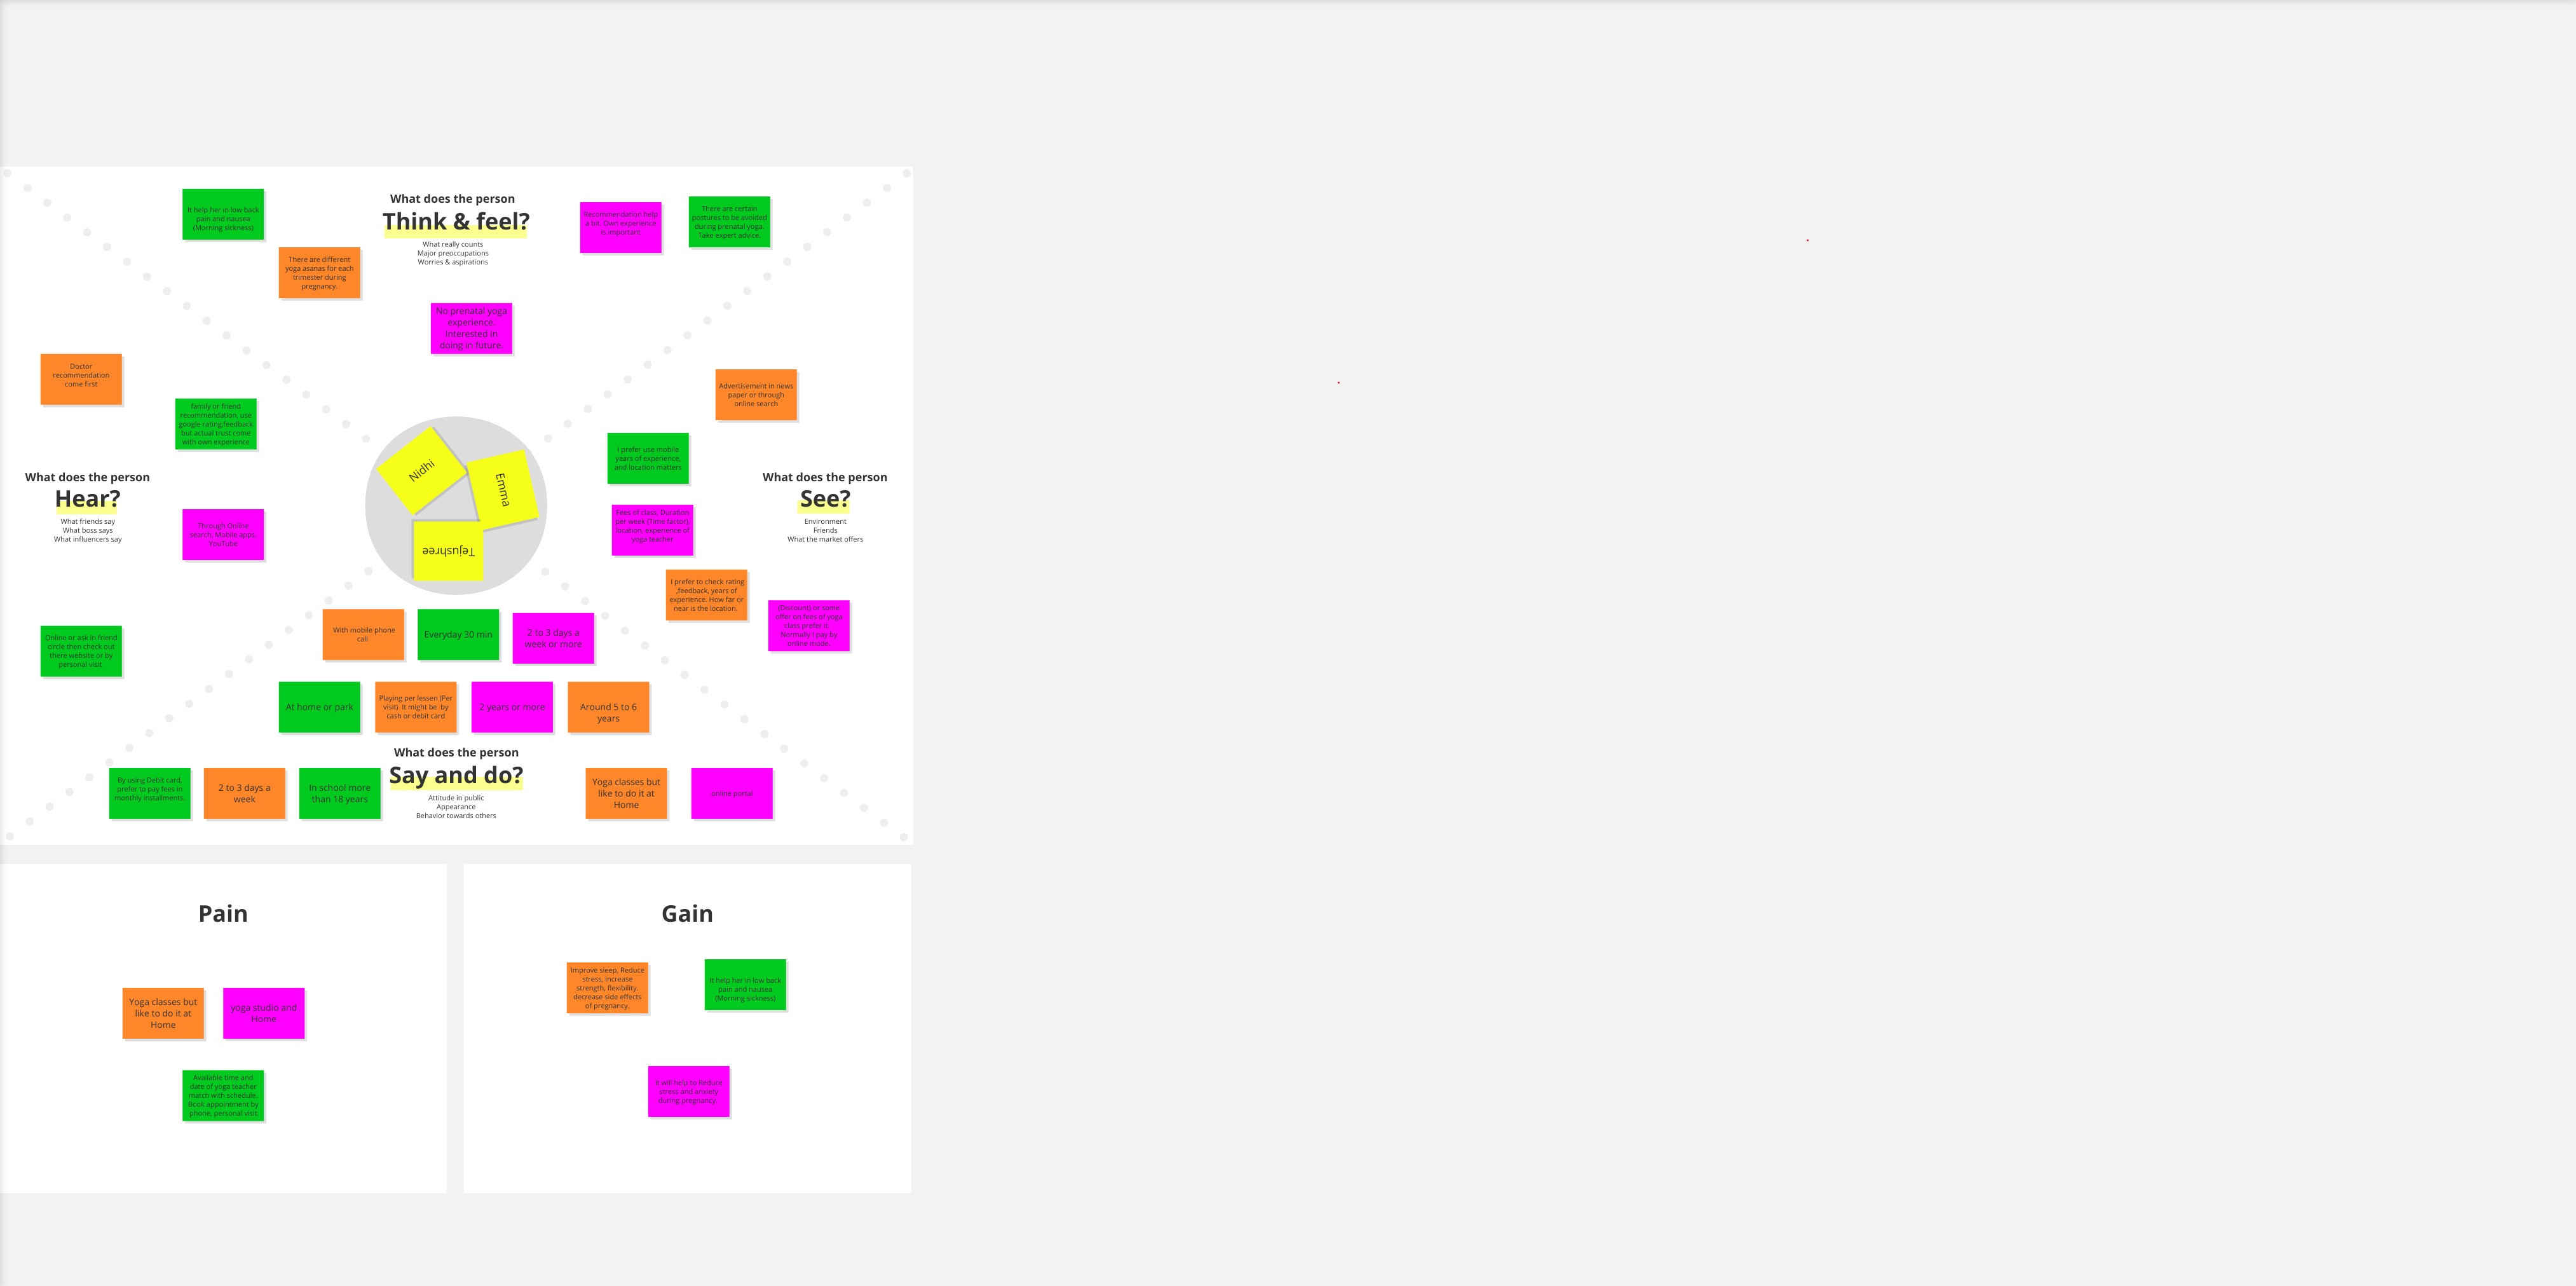 What does the person
Think & feel?
What really counts
Major preoccupations
Worries & aspirations
It help her in low back
pain and nausea
(Morning sickness)
There are different
yoga asanas for each
trimester during
pregnancy.
Recommendation help
a bit. Own experience
is important
There are certain
postures to be avoided
during prenatal yoga.
Take expert advice.
No prenatal yoga
experience.
Interested in
doing in future.
Doctor
recommendation
come first
family or friend
recommendation, use
google rating,feedback
but actual trust come
with own experience
What does the person
Hear?
What friends say
What boss says
What influencers say
Through Online
search, Mobile apps,
YouTube
Online or ask in friend
circle then check out
there website or by
personal visit
Nidhi
Emma
Tejushree
Advertisement in news
paper or through
online search
I prefer use mobile
years of experience,
and location matters
What does the person
See?
Environment
Friends
What the market offers
Fees of class, Duration
per week (Time factor),
location, experience of
yoga teacher
I prefer to check rating
,feedback, years of
experience. How far or
near is the location.
(Discount) or some
offer on fees of yoga
class prefer it.
Normally I pay by
online mode.
With mobile phone
call
Everyday 30 min
2 to 3 days a
week or more
At home or park
Playing per lessen (Per
visit) It might be by
cash or debit card
2 years or more
Around 5 to 6
years
What does the person
Say and do?
Attitude in public
Appearance
Behavior towards others
By using Debit card,
prefer to pay fees in
monthly installments.
2 to 3 days a
week
In school more
than 18 years
Yoga classes but
like to do it at
Home
online portal
Pain
Yoga classes but
like to do it at
Home
yoga studio and
Home
Available time and
date of yoga teacher
match with schedule.
Book appointment by
phone, personal visit.
Gain
Improve sleep, Reduce
stress, Increase
strength, flexibility.
decrease side effects
of pregnancy.
It help her in low back
pain and nausea
(Morning sickness)
It will help to Reduce
stress and anxiety
during pregnancy.